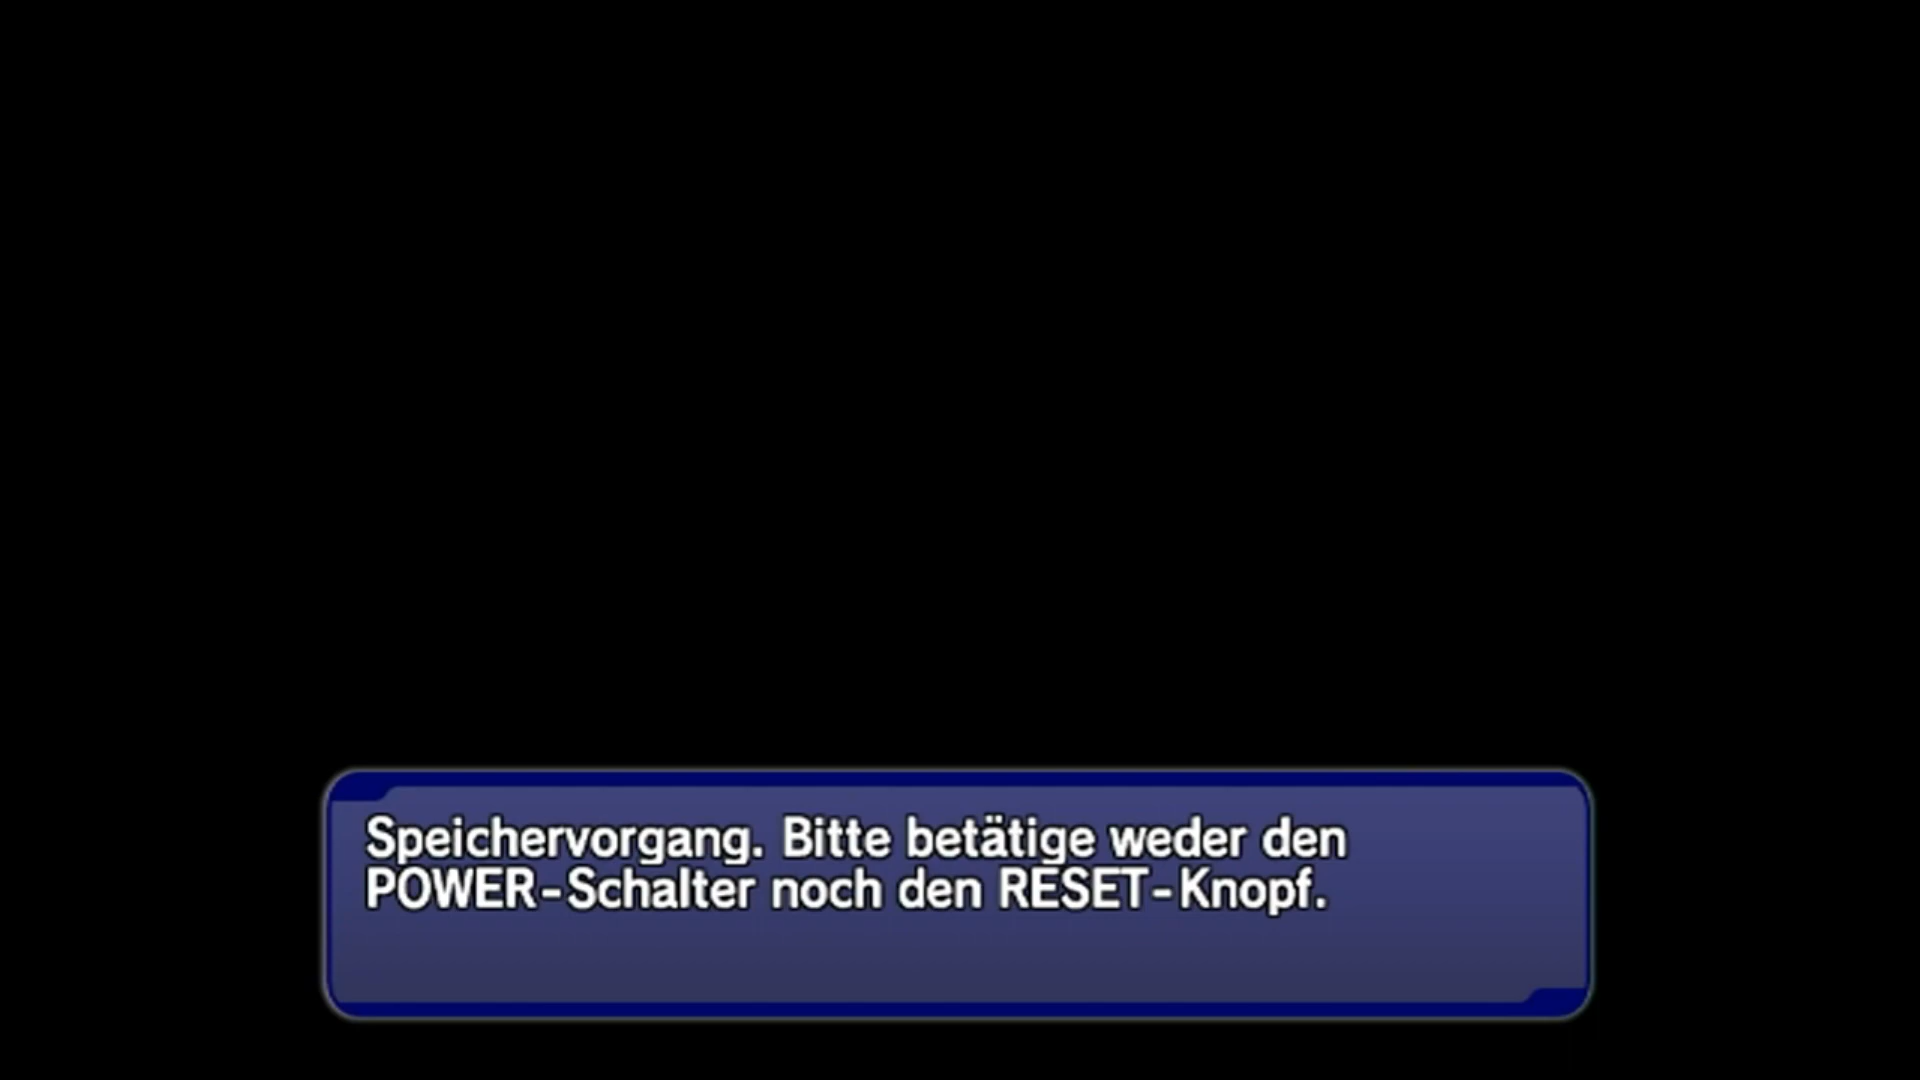 Speichervorgang. Bitte betätige weder den
POWER-Schalter noch den RESET-Knopf.